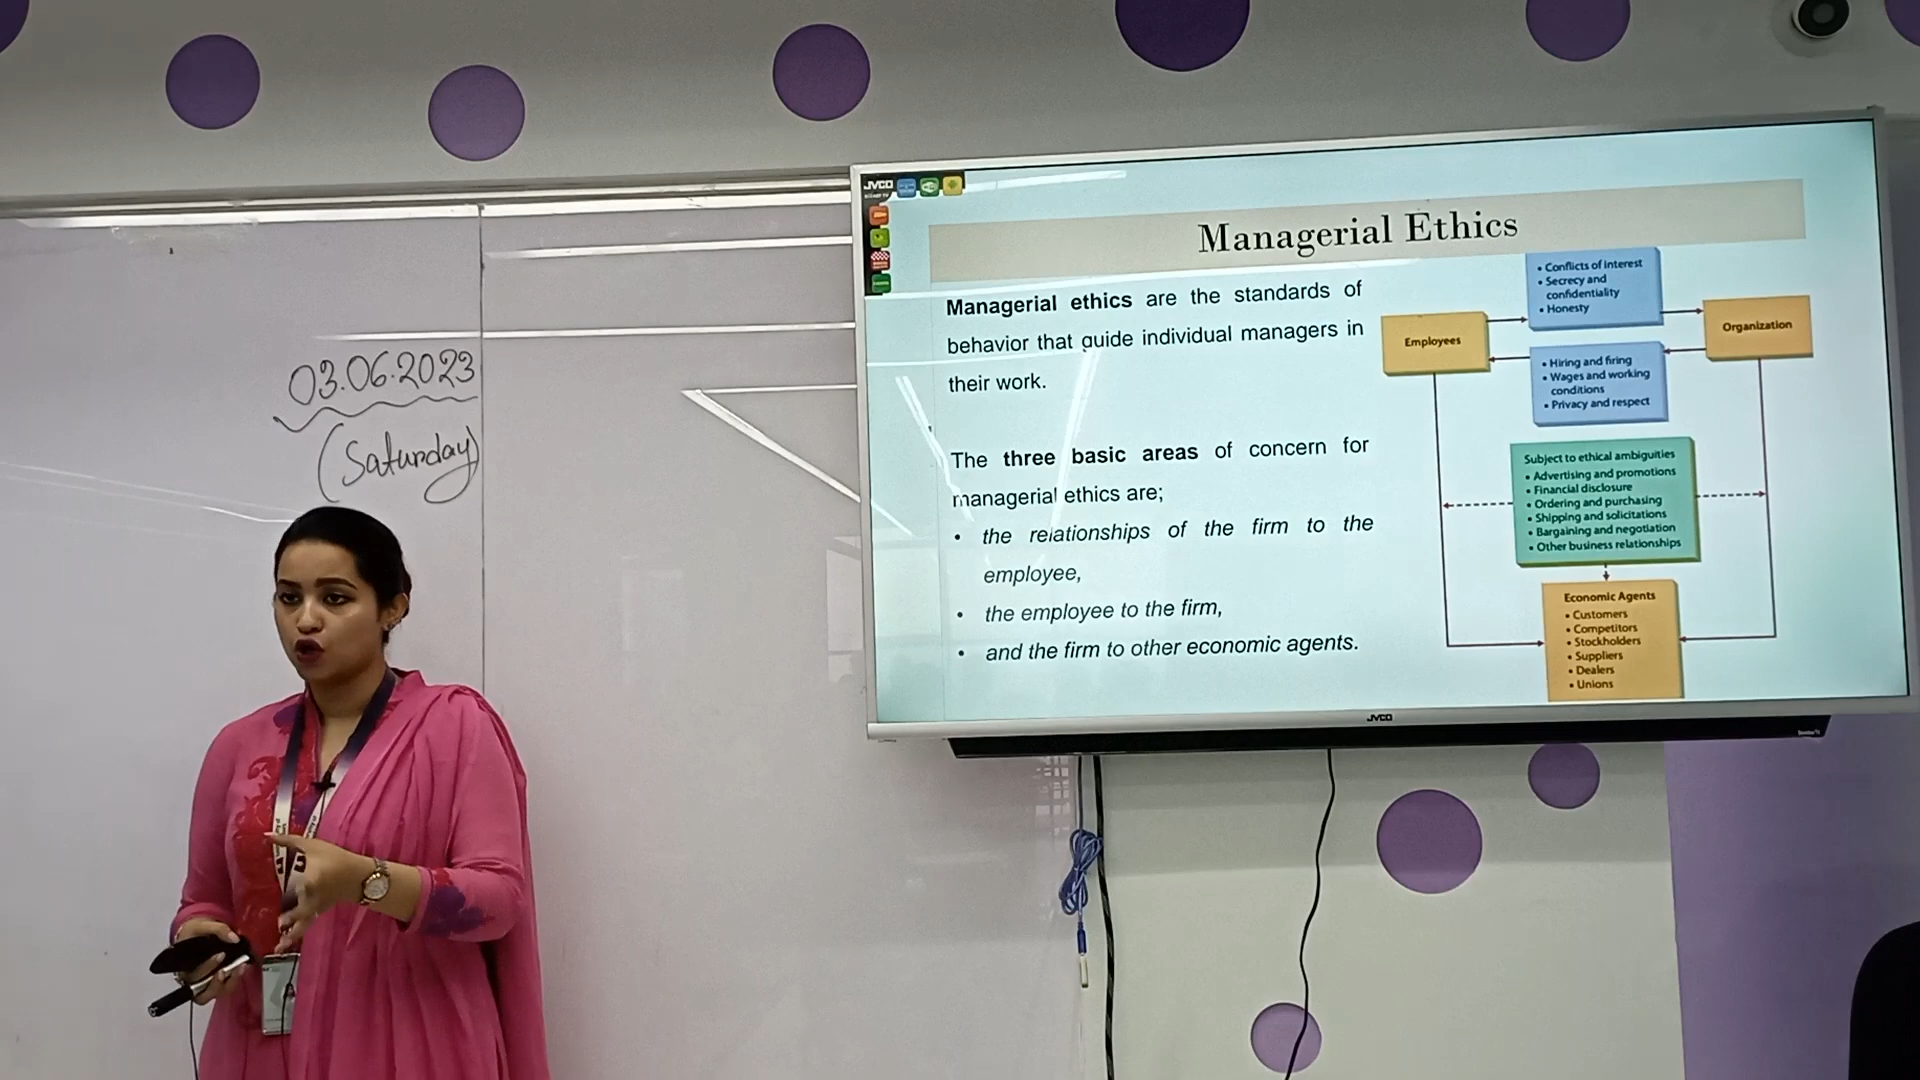 03.06.2023
(Saturday)
JVCO
Managerial Ethics
Managerial ethics are the standards of
behavior that guide individual managers in
their work.
The three basic areas of concern for
managerial ethics are;
• the relationships of the firm to the
employee,
• the employee to the firm,
• and the firm to other economic agents.
• Conflicts of interest
• Secrecy and
confidentiality
• Honesty
Employees
Organization
• Hiring and firing
• Wages and working
conditions
• Privacy and respect
Subject to ethical ambiguities
• Advertising and promotions
• Financial disclosure
• Ordering and purchasing
• Shipping and solicitations
• Bargaining and negotiation
• Other business relationships
Economic Agents
• Customers
• Competitors
• Stockholders
• Suppliers
• Dealers
• Unions
JVCO